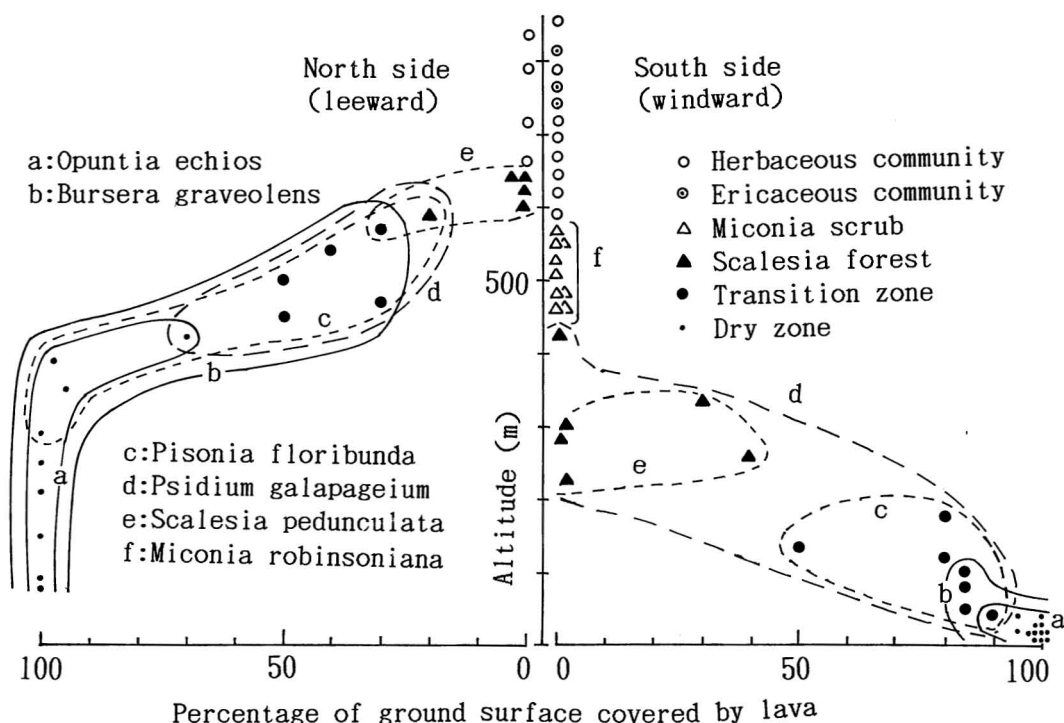 North side
(leeward)
South side
(windward)
a:Opuntia echios
b:Bursera graveolens
e
Herbaceous community
Ericaceous community
Miconia scrub
Scalesia forest
Transition zone
Dry zone
f
500
d
c
b
a
d
e
c
b
a
c:Pisonia floribunda
d:Psidium galapageium
e:Scalesia pedunculata
f:Miconia robinsoniana
Altitude (m)
100 50 0 0 50 100
Percentage of ground surface covered by lava